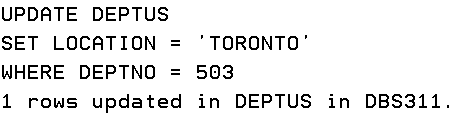 UPDATE DEPTUS
SET LOCATION = 'TORONTO'
WHERE DEPTNO = 503
1 rows updated in DEPTUS in DBS311.